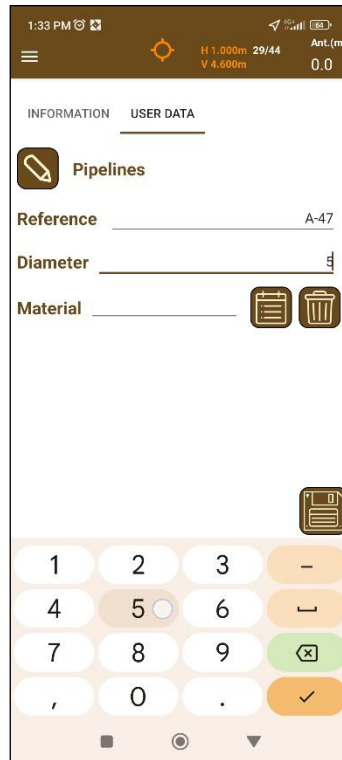 1:33 PM 64
H 1.000m 29/44 Ant.(m
V 4.600m 0.0
INFORMATION USER DATA
Pipelines
Reference A-47
Diameter 5
Material
1 2 3 –
4 5 6
7 8 9
, 0 .